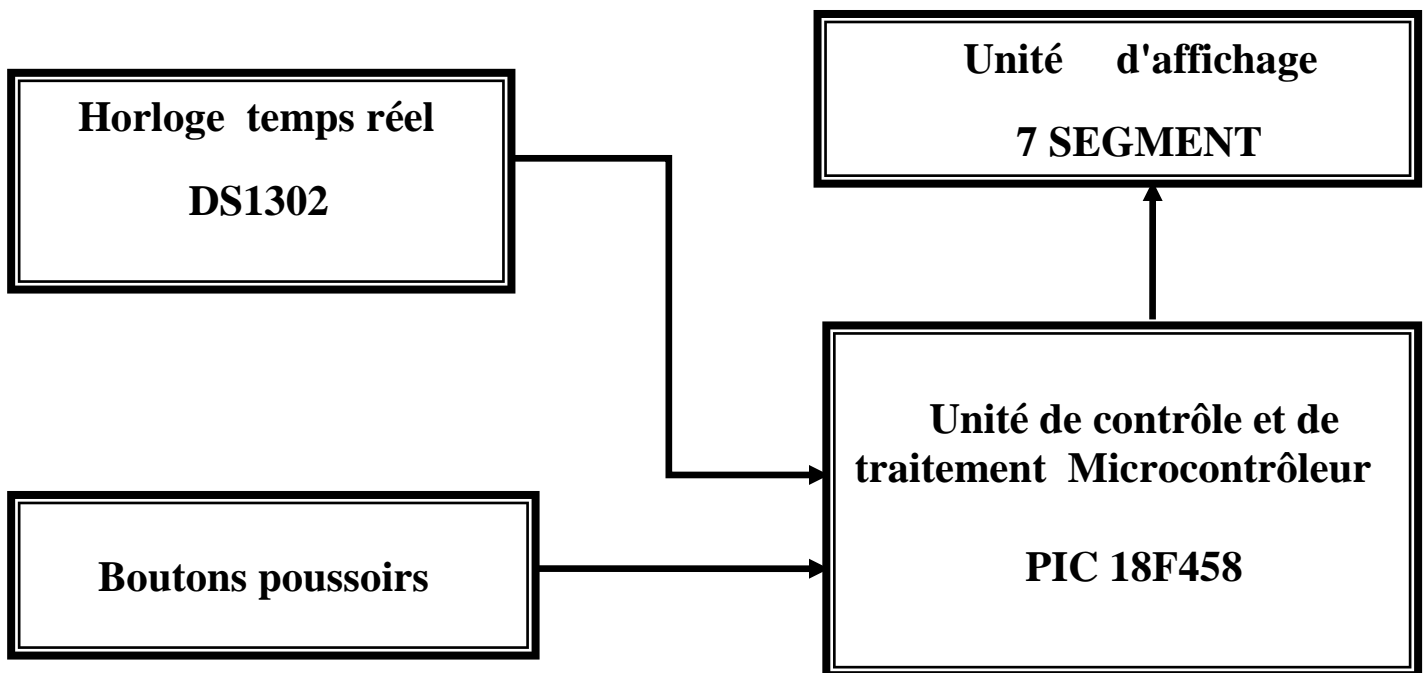 Horloge temps réel
DS1302
Unité d'affichage
7 SEGMENT
Boutons poussoirs
Unité de contrôle et de
traitement Microcontrôleur
PIC 18F458